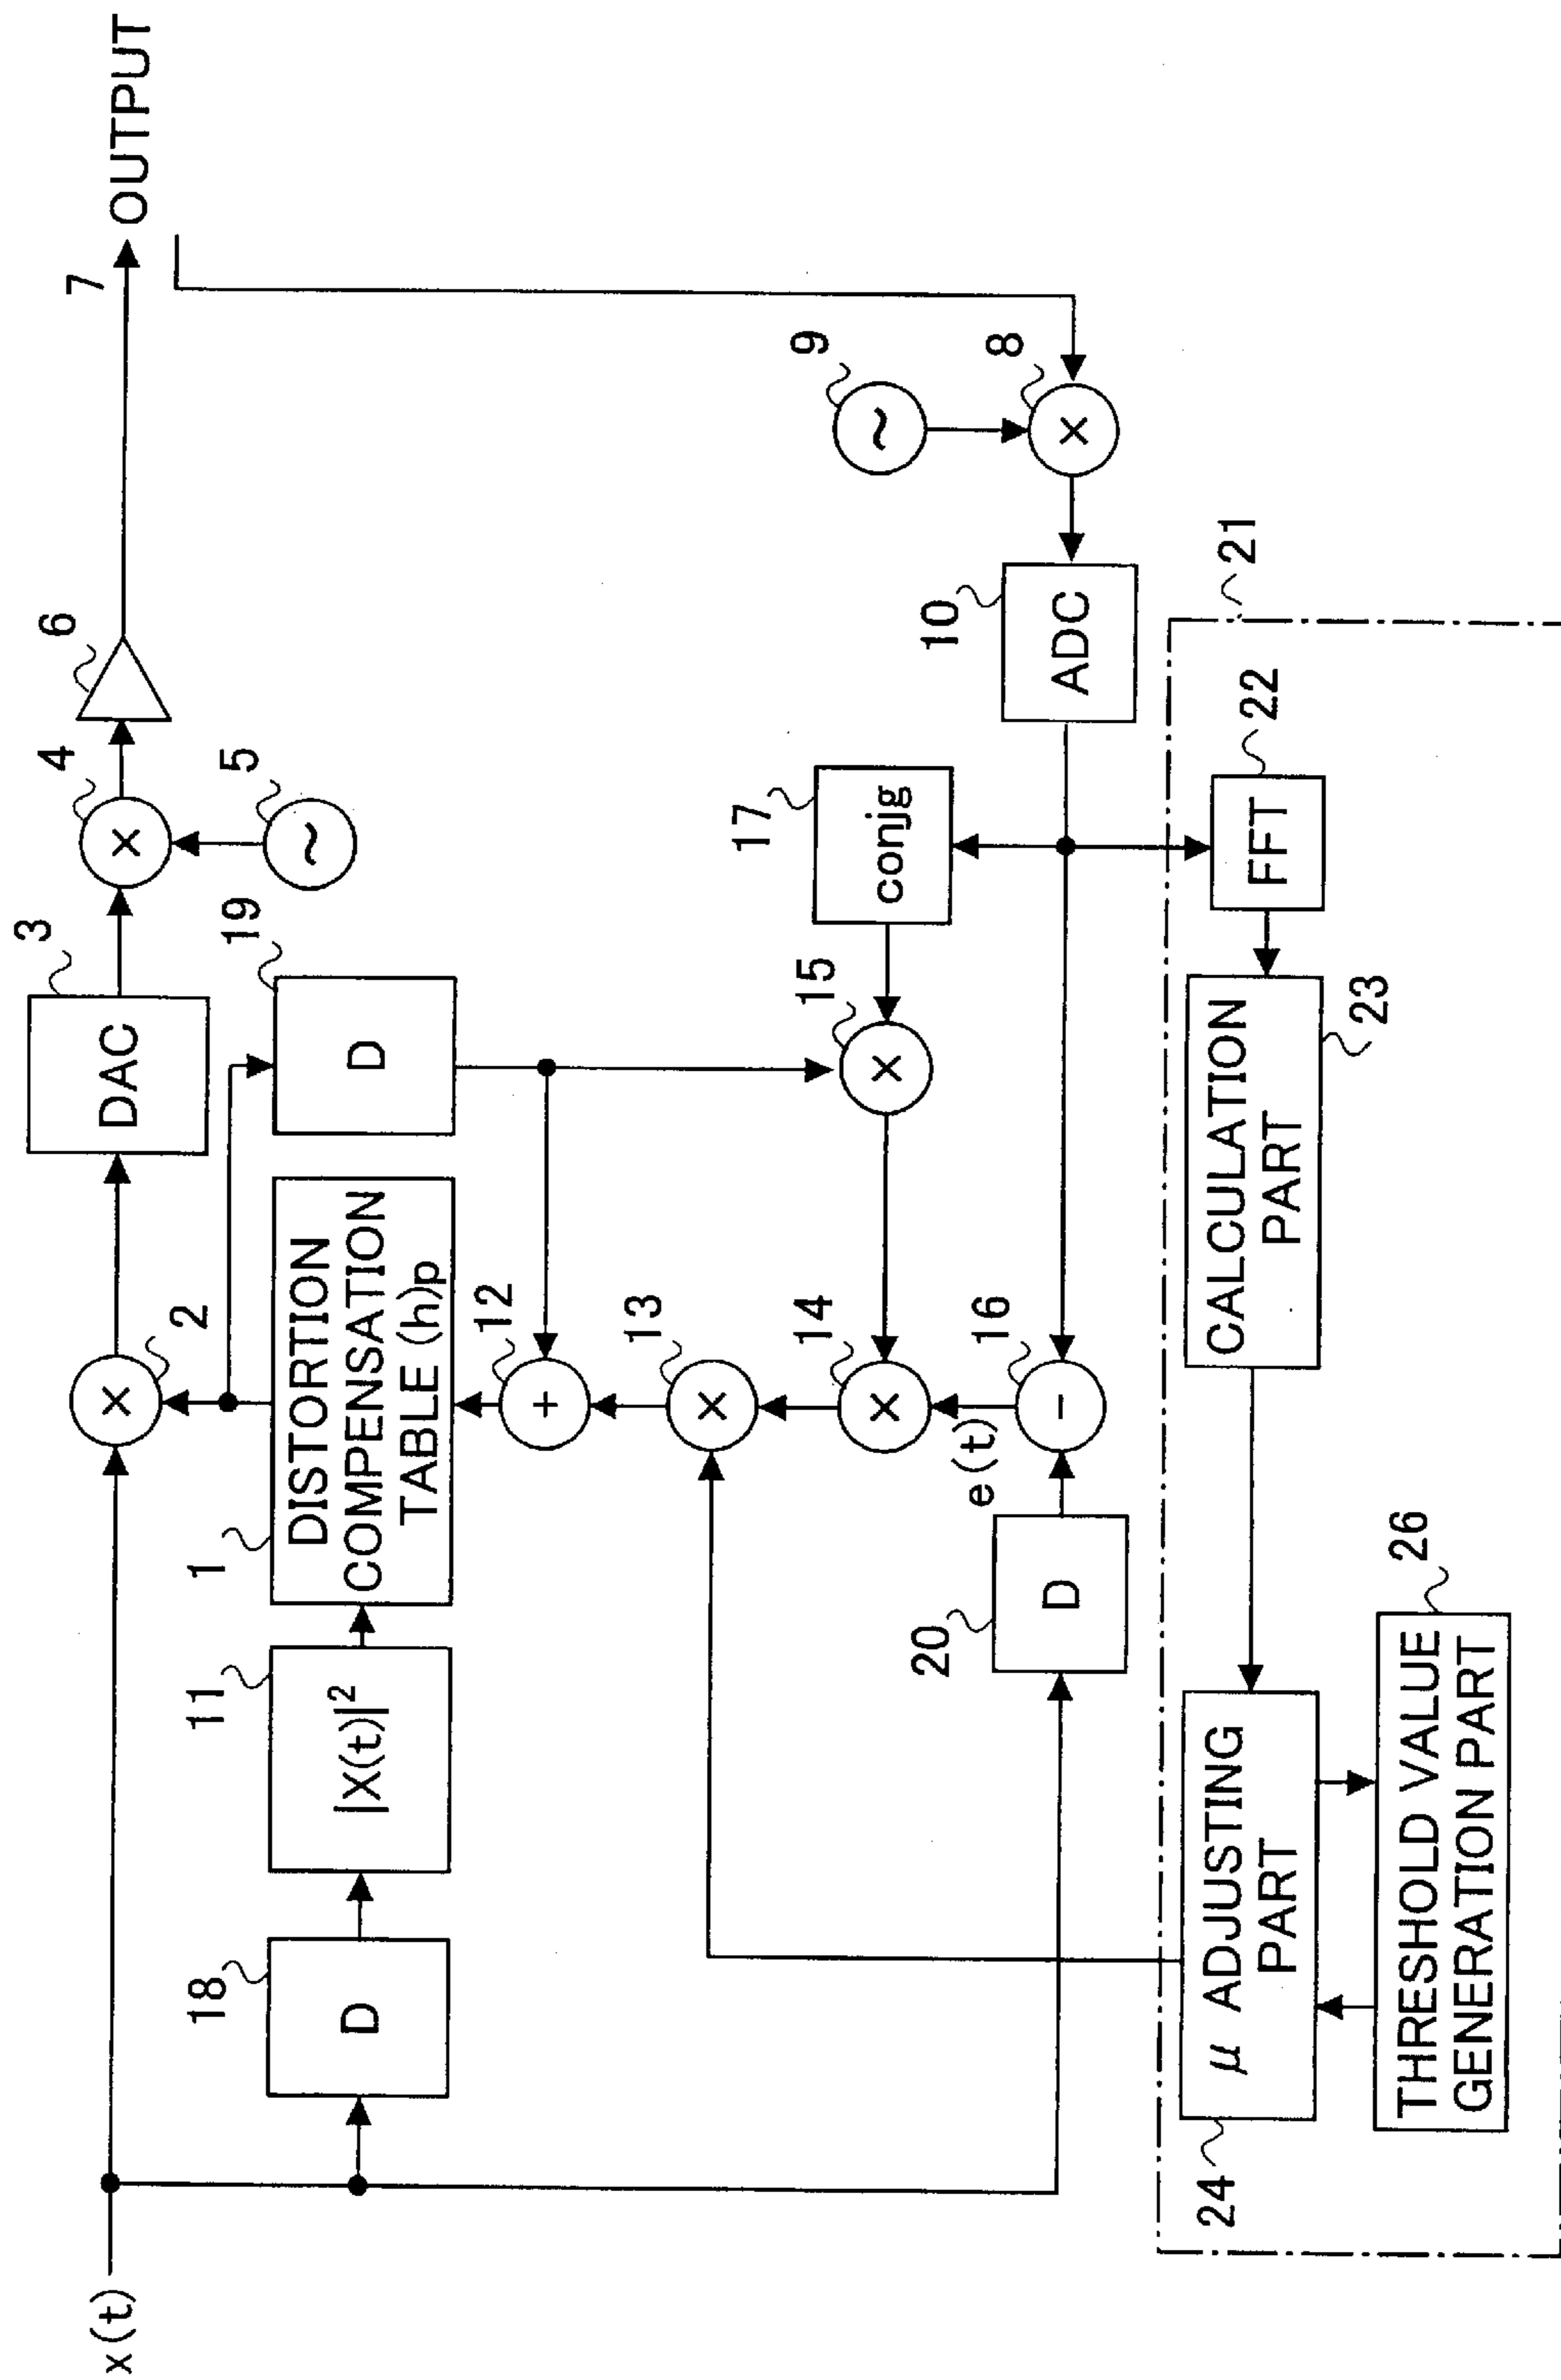 x(t)
2
3
DAC
4
5
6
7
OUTPUT
18
D
11
|X(t)|²
1
DISTORTION
COMPENSATION
TABLE (h)p
19
D
12
13
14
15
17
conjg
9
8
20
D
e(t)
16
10
ADC
21
24
μ ADJUSTING
PART
CALCULATION
PART
23
FFT
22
THRESHOLD VALUE
GENERATION PART
26
×
×
~
+
×
×
×
~
×
-